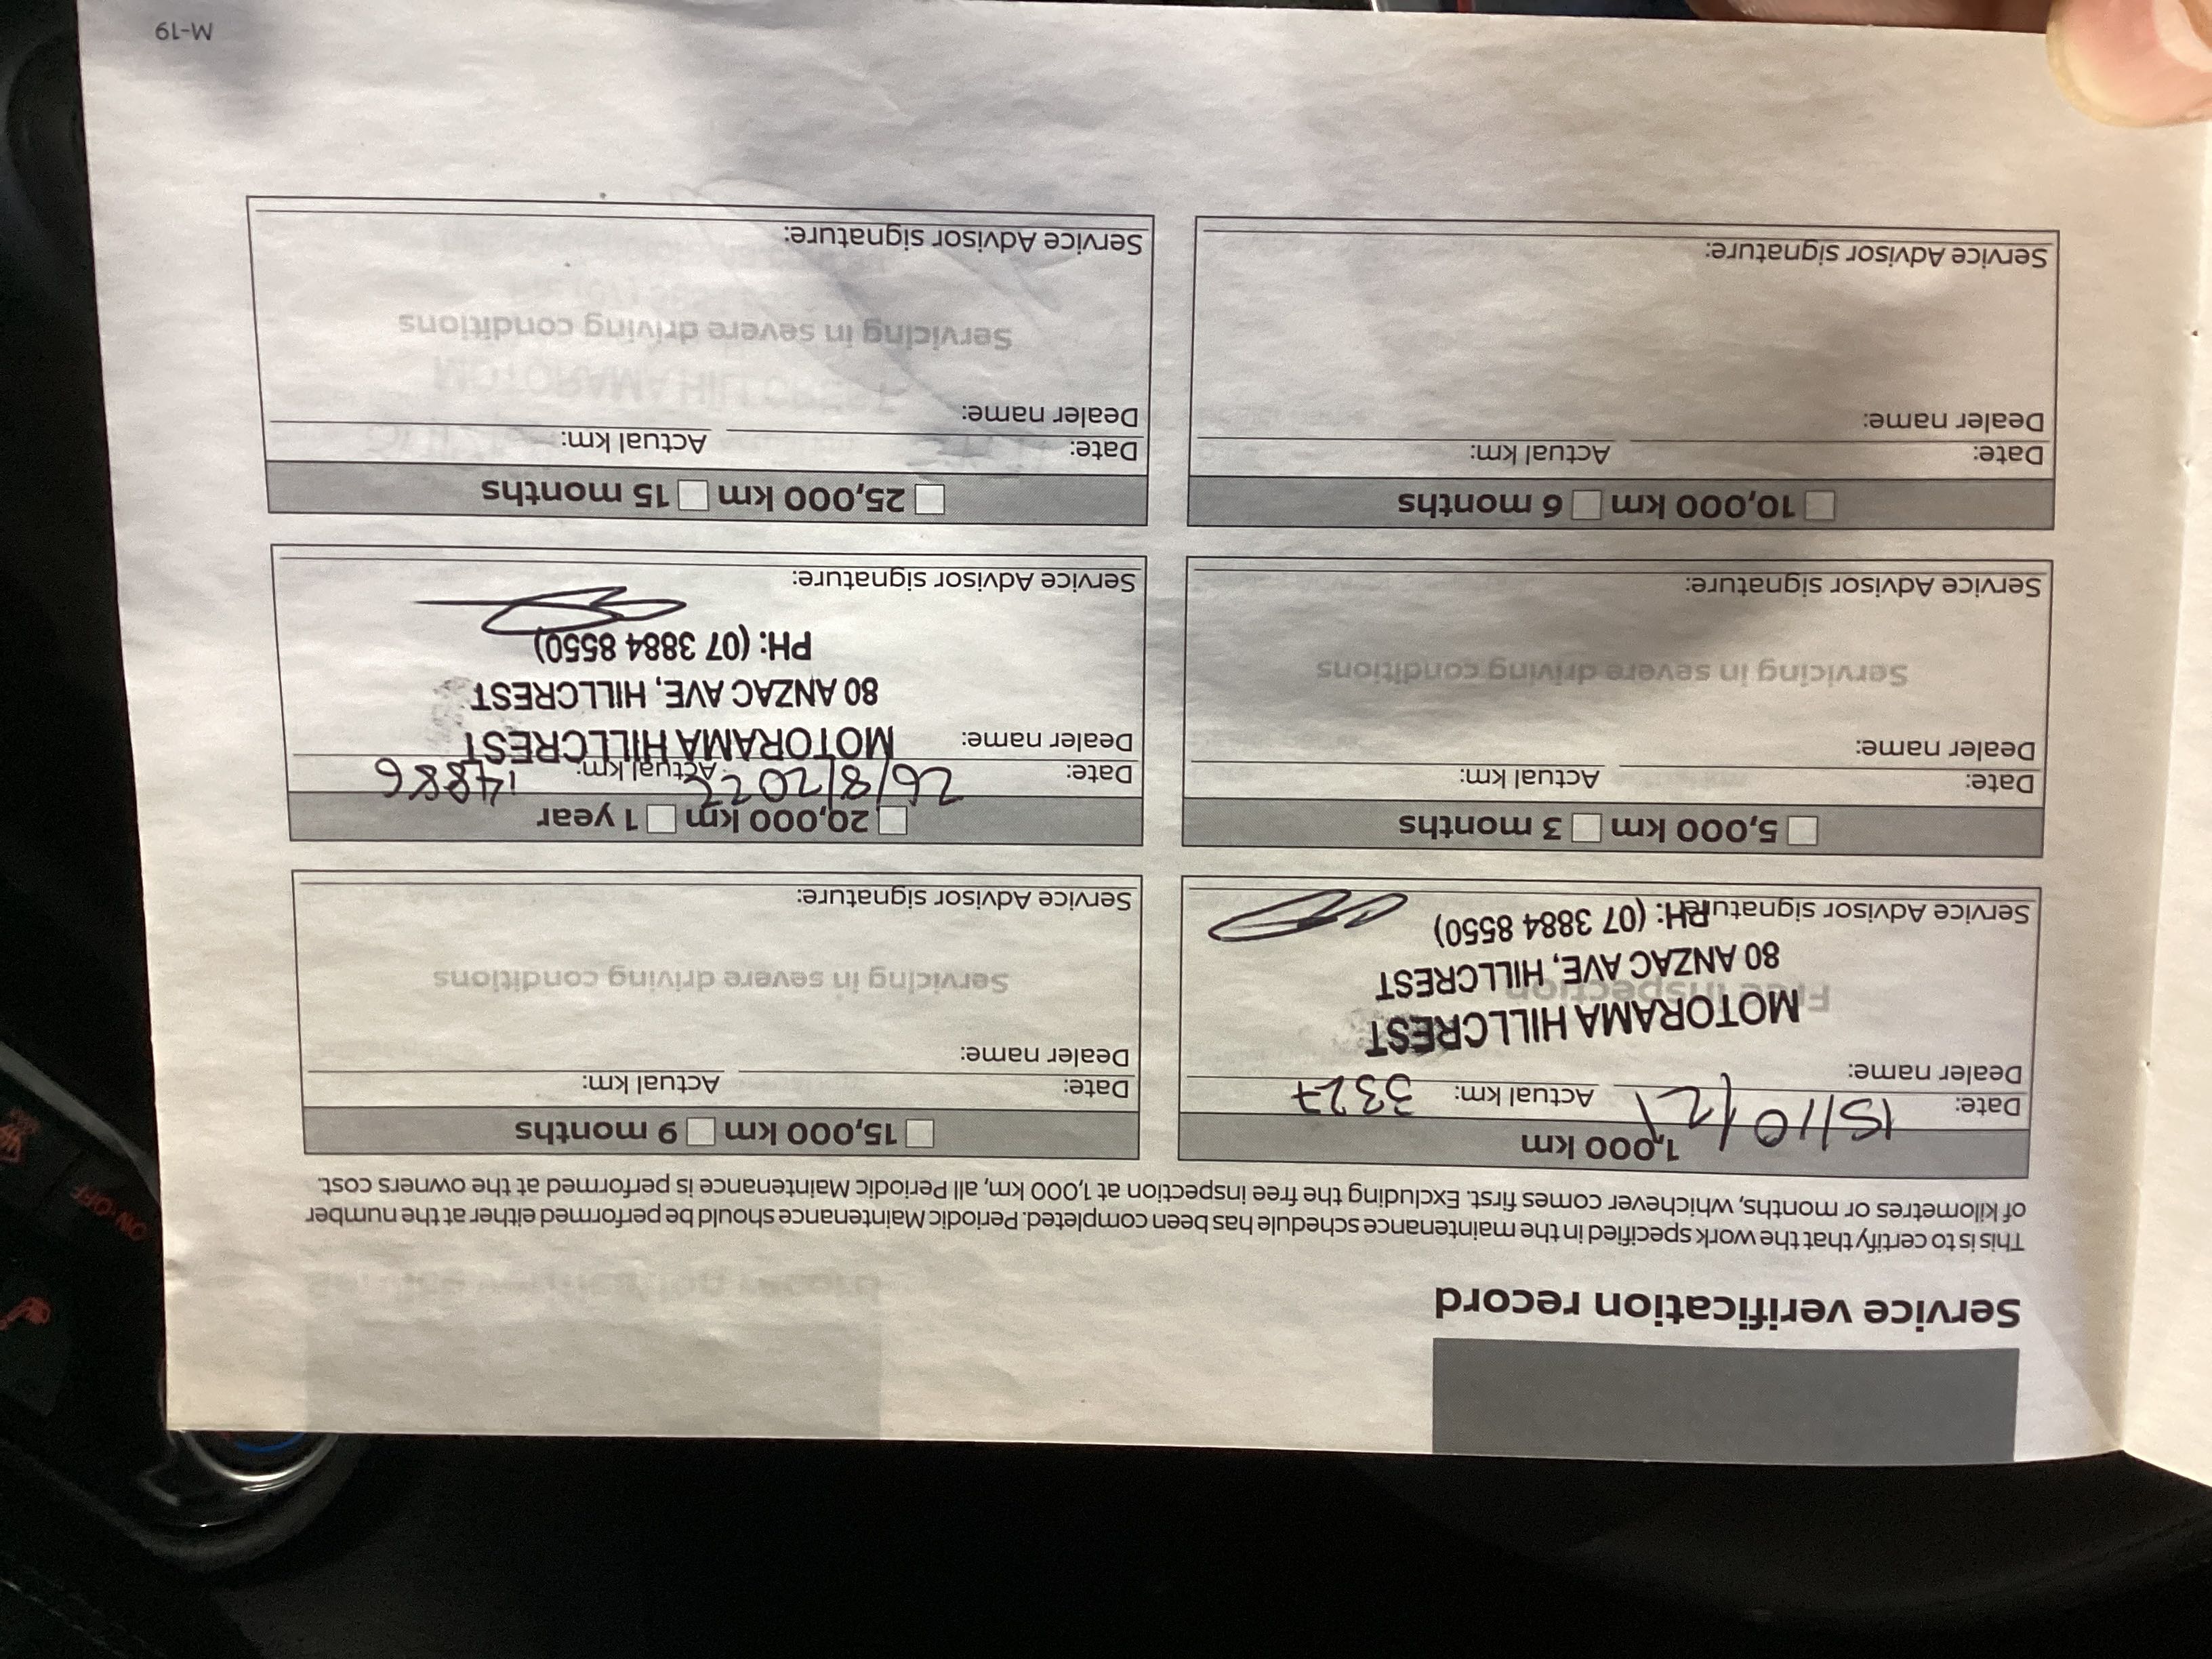 Service verification record
This is to certify that the work specified in the maintenance schedule has been completed. Periodic Maintenance should be performed either at the number
of kilometres or months, whichever comes first. Excluding the free inspection at 1,000 km, all Periodic Maintenance is performed at the owners cost.
1,000 km
Date: 15/10/21 Actual km: 3327
Dealer name:
MOTORAMA HILLCREST
Free Inspection
80 ANZAC AVE, HILLCREST
PH: (07 3884 8550)
Service Advisor signature:
5,000 km 3 months
Date: Actual km:
Dealer name:
Servicing in severe driving conditions
Service Advisor signature:
10,000 km 6 months
Date: Actual km:
Dealer name:
Service Advisor signature:
15,000 km 9 months
Date: Actual km:
Dealer name:
Servicing in severe driving conditions
Service Advisor signature:
20,000 km 1 year
Date: 26/8/2022 Actual km: 14886
Dealer name: MOTORAMA HILLCREST
80 ANZAC AVE, HILLCREST
PH: (07 3884 8550)
Service Advisor signature:
25,000 km 15 months
Date: Actual km:
Dealer name:
Servicing in severe driving conditions
Service Advisor signature:
M-19
ON·OFF